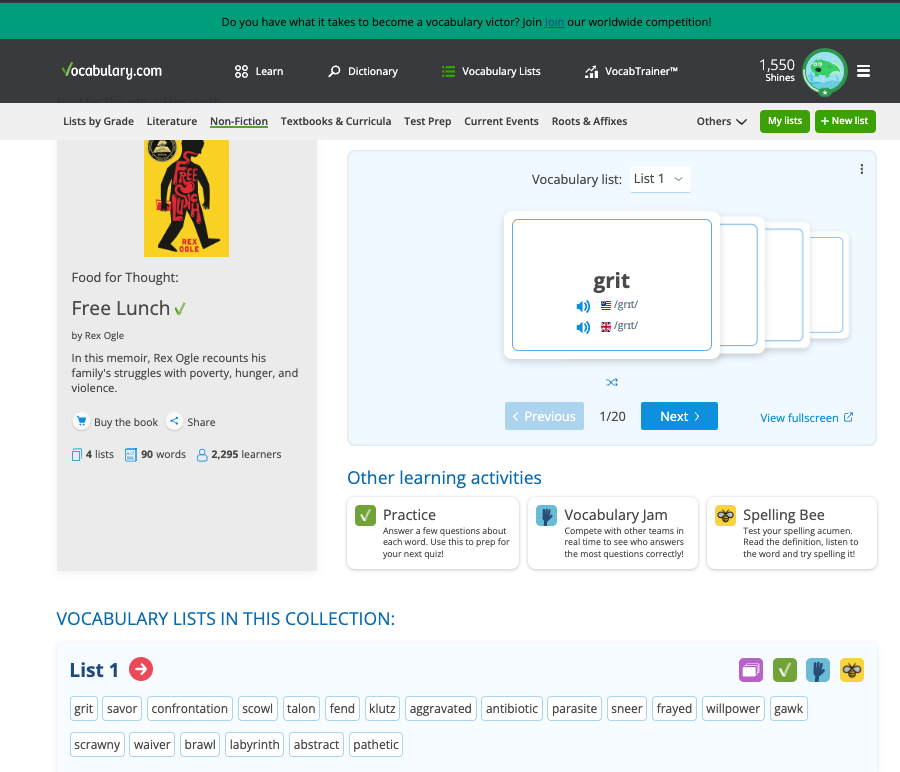 Do you have what it takes to become a vocabulary victor? Join Join our worldwide competition!
Vocabulary.com
Learn
Dictionary
Vocabulary Lists
VocabTrainer™
1,550
Shines
Lists by Grade
Literature
Non-Fiction
Textbooks & Curricula
Test Prep
Current Events
Roots & Affixes
Others
My lists
+ New list
FREE
LUNCH
REX
OGLE
Food for Thought:
Free Lunch
by Rex Ogle
In this memoir, Rex Ogle recounts his
family's struggles with poverty, hunger, and
violence.
Buy the book
Share
4 lists
90 words
2,295 learners
Vocabulary list: List 1
grit
/ɡrɪt/
/ɡrɪt/
Previous
1/20
Next
View fullscreen
Other learning activities
Practice
Answer a few questions about
each word. Use this to prep for
your next quiz!
Vocabulary Jam
Compete with other teams in
real time to see who answers
the most questions correctly!
Spelling Bee
Test your spelling acumen.
Read the definition, listen to
the word and try spelling it!
VOCABULARY LISTS IN THIS COLLECTION:
List 1
grit savor confrontation scowl talon fend klutz aggravated antibiotic parasite sneer frayed willpower gawk
scrawny waiver brawl labyrinth abstract pathetic